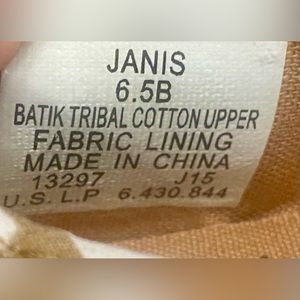 JANIS
6.5B
BATIK TRIBAL COTTON UPPER
FABRIC LINING
MADE IN CHINA
13297 J15
U.S. L.P 6.430.844